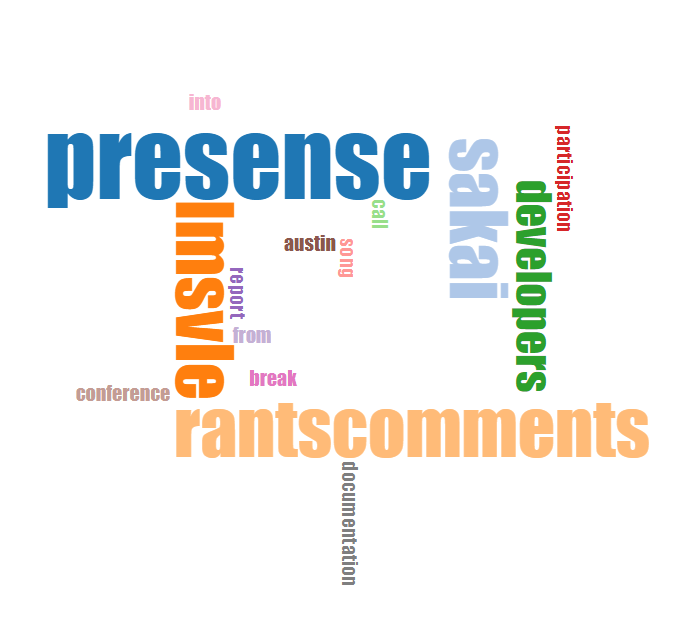 into
presense
sakai
participation
developers
lmsvle
call
austin
song
report
from
break
conference
rantscomments
documentation